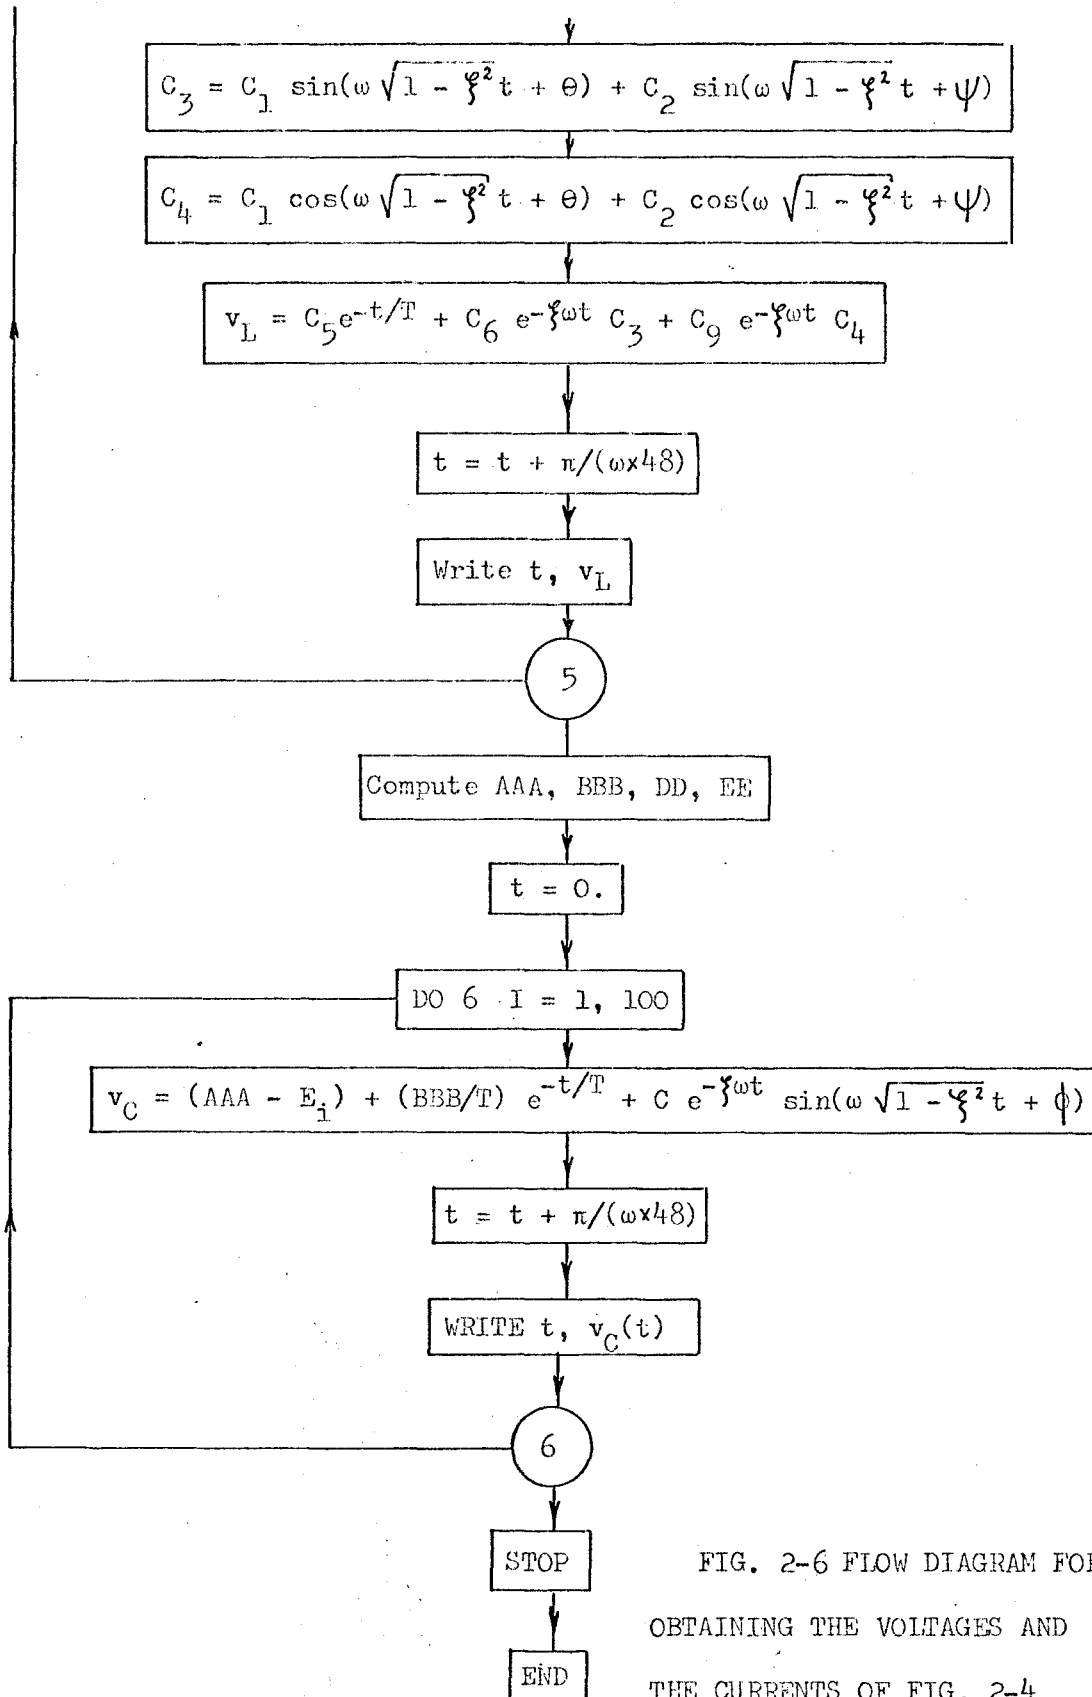 C₃ = C₁ sin(ω √1 - ξ² t + θ) + C₂ sin(ω √1 - ξ² t + ψ)
C₄ = C₁ cos(ω √1 - ξ² t + θ) + C₂ cos(ω √1 - ξ² t + ψ)
v_L = C₅e^-t/T + C₆ e^-ξωt C₃ + C₉ e^-ξωt C₄
t = t + π/(ω×48)
Write t, v_L
5
Compute AAA, BBB, DD, EE
t = 0.
DO 6 I = 1, 100
v_C = (AAA - E_i) + (BBB/T) e^-t/T + C e^-ξωt sin(ω √1 - ξ² t + ϕ)
t = t + π/(ω×48)
WRITE t, v_C(t)
6
STOP
FIG. 2-6 FLOW DIAGRAM FOR
OBTAINING THE VOLTAGES AND
END
THE CURRENTS OF FIG. 2-4